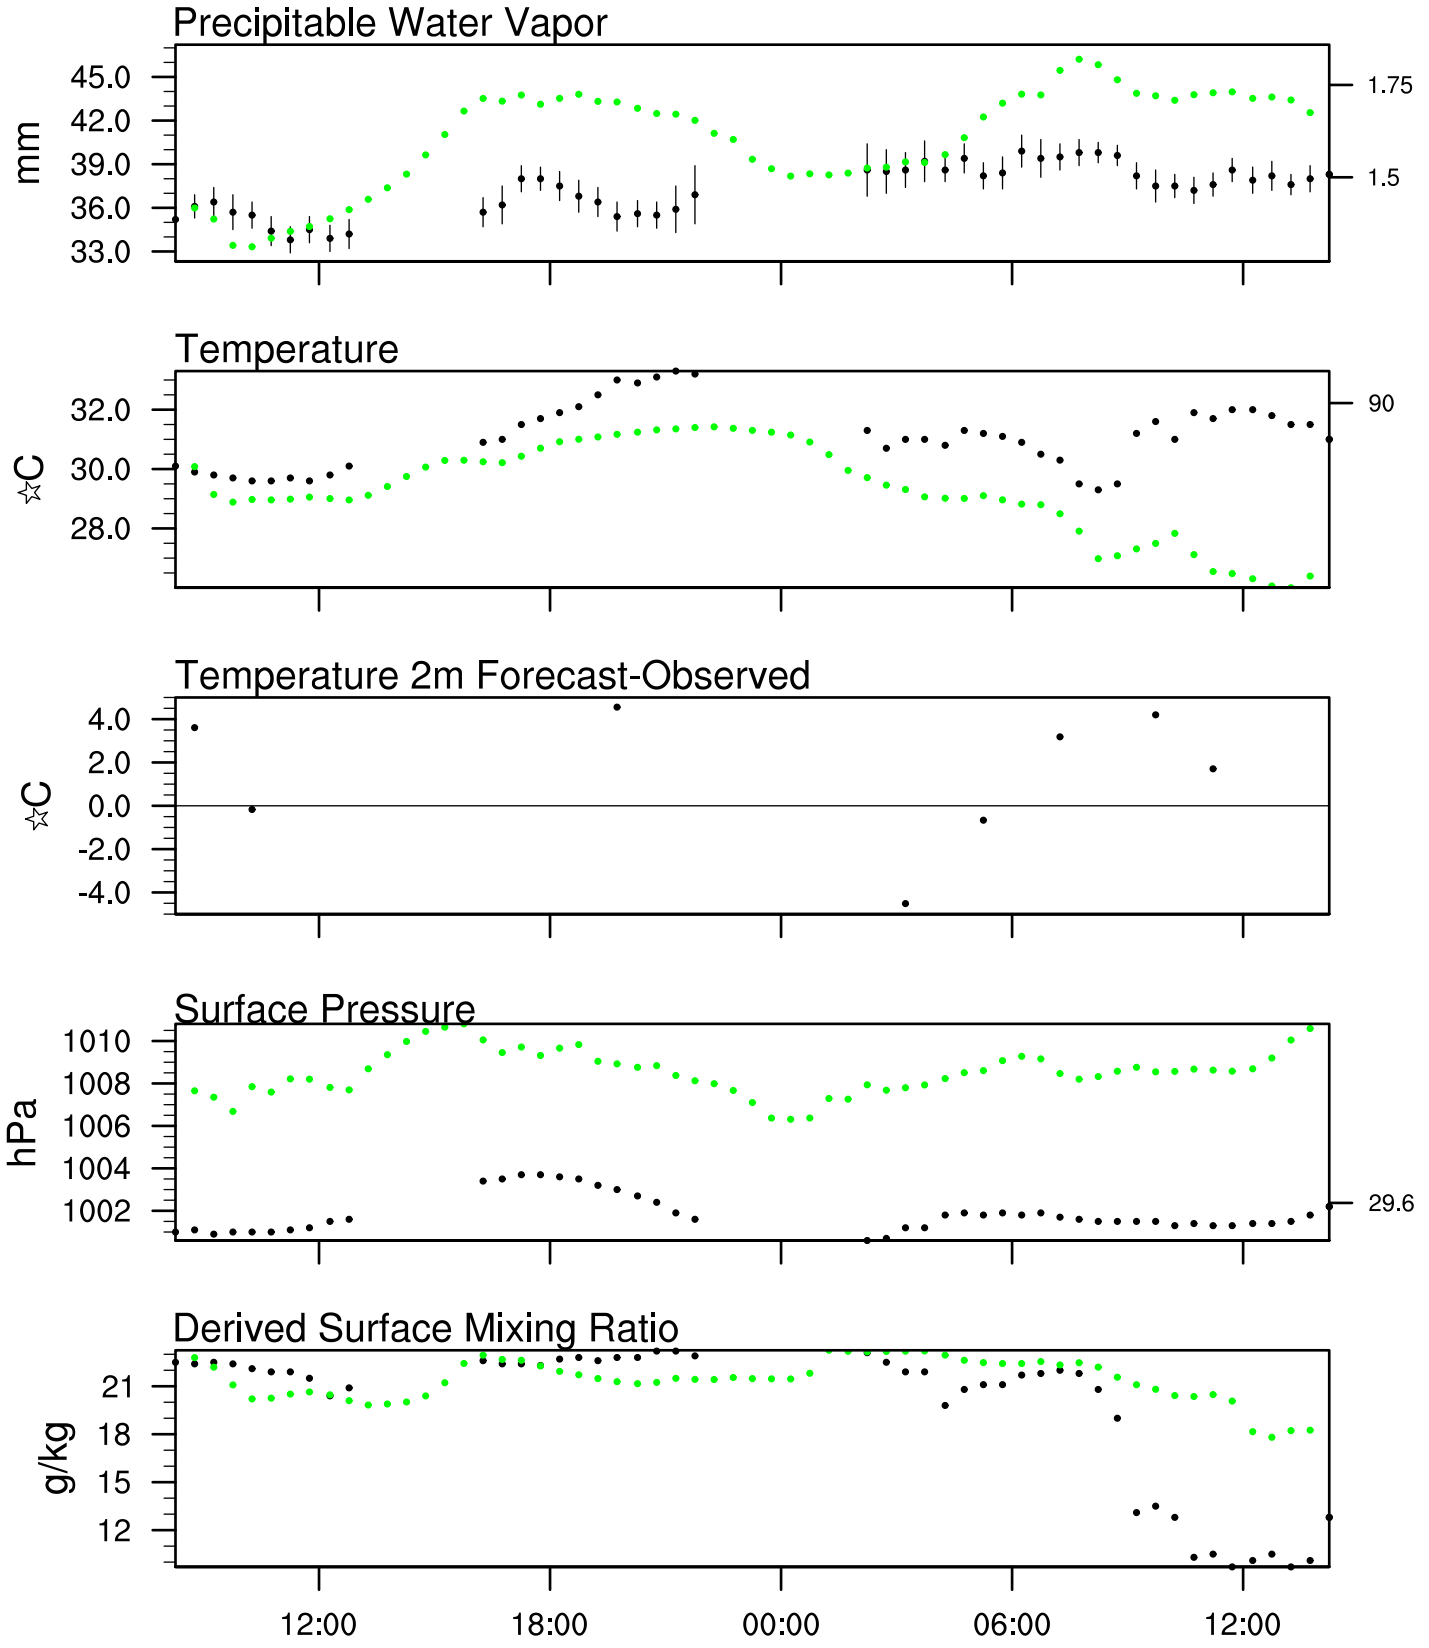 Precipitable Water Vapor
mm
45.0
42.0
39.0
36.0
33.0
1.75
1.5
Temperature
☆C
32.0
30.0
28.0
90
Temperature 2m Forecast-Observed
☆C
4.0
2.0
0.0
-2.0
-4.0
Surface Pressure
hPa
1010
1008
1006
1004
1002
29.6
Derived Surface Mixing Ratio
g/kg
21
18
15
12
12:00 18:00 00:00 06:00 12:00